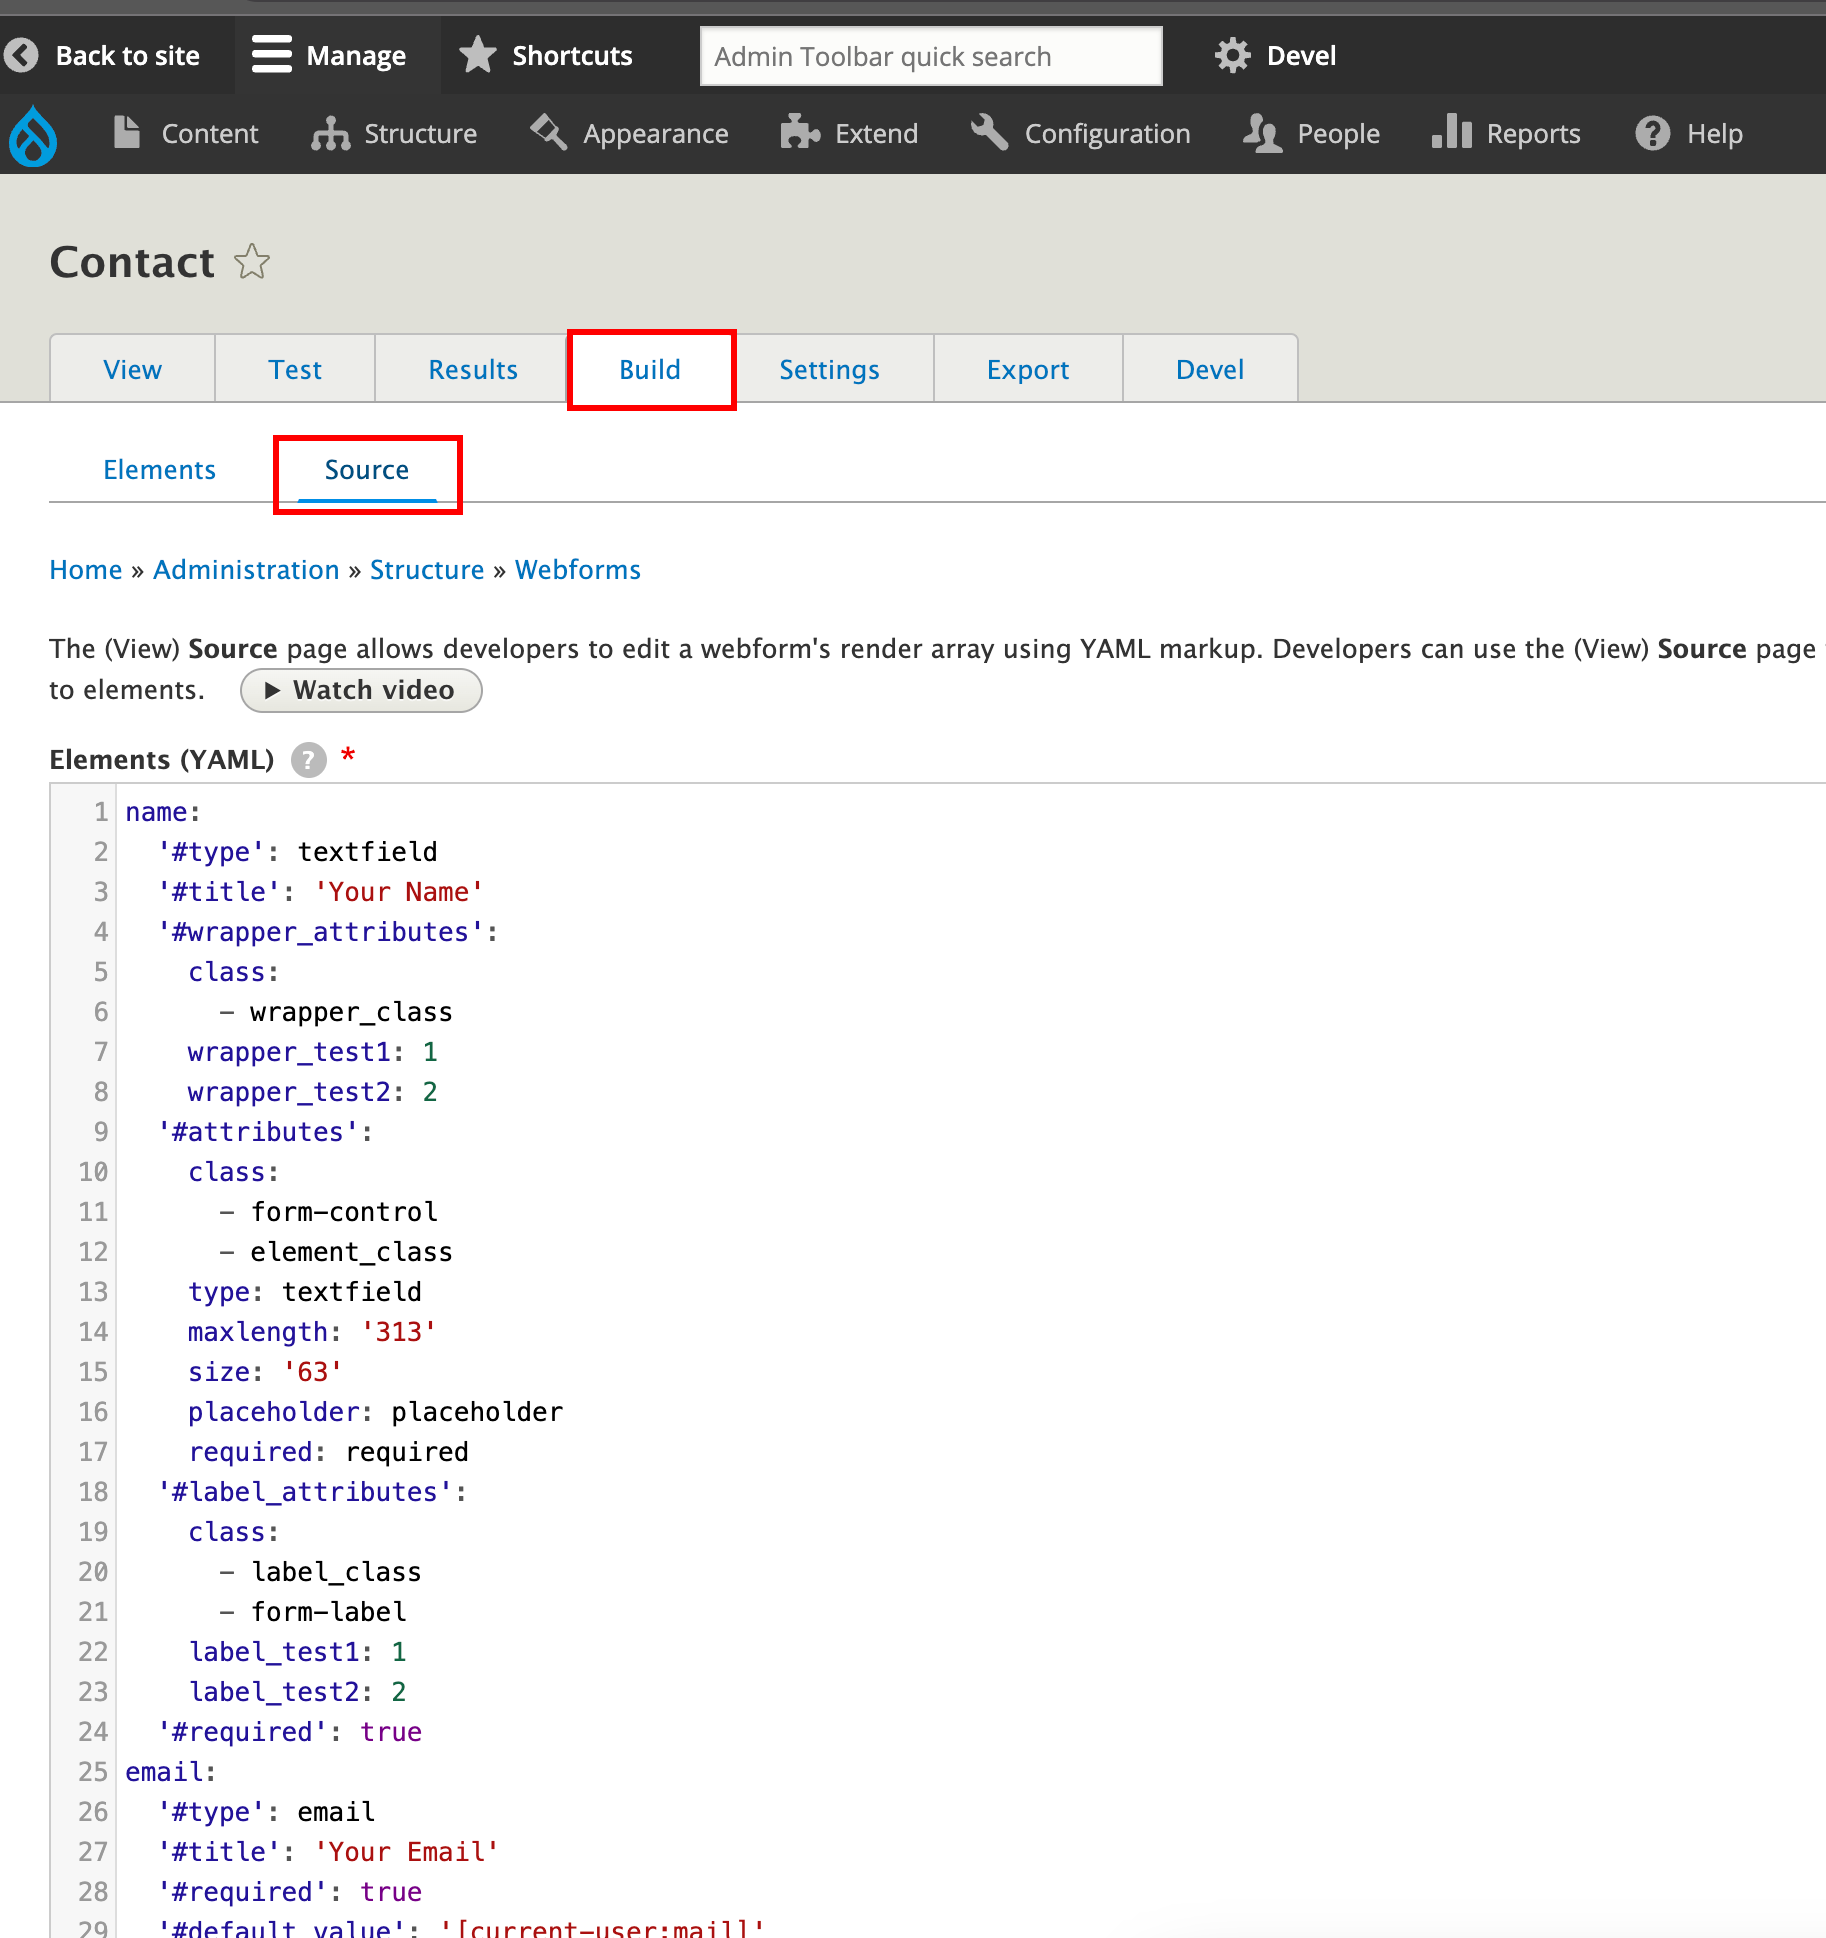 Back to site Manage Shortcuts Admin Toolbar quick search Devel
Content Structure Appearance Extend Configuration People Reports Help
Contact
View Test Results Build Settings Export Devel
Elements Source
Home » Administration » Structure » Webforms
The (View) Source page allows developers to edit a webform's render array using YAML markup. Developers can use the (View) Source page
to elements. ▶ Watch video
Elements (YAML) ? *
1 name:
2 '#type': textfield
3 '#title': 'Your Name'
4 '#wrapper_attributes':
5 class:
6 - wrapper_class
7 wrapper_test1: 1
8 wrapper_test2: 2
9 '#attributes':
10 class:
11 - form-control
12 - element_class
13 type: textfield
14 maxlength: '313'
15 size: '63'
16 placeholder: placeholder
17 required: required
18 '#label_attributes':
19 class:
20 - label_class
21 - form-label
22 label_test1: 1
23 label_test2: 2
24 '#required': true
25 email:
26 '#type': email
27 '#title': 'Your Email'
28 '#required': true
29 '#default_value': '[current-user:mail]'